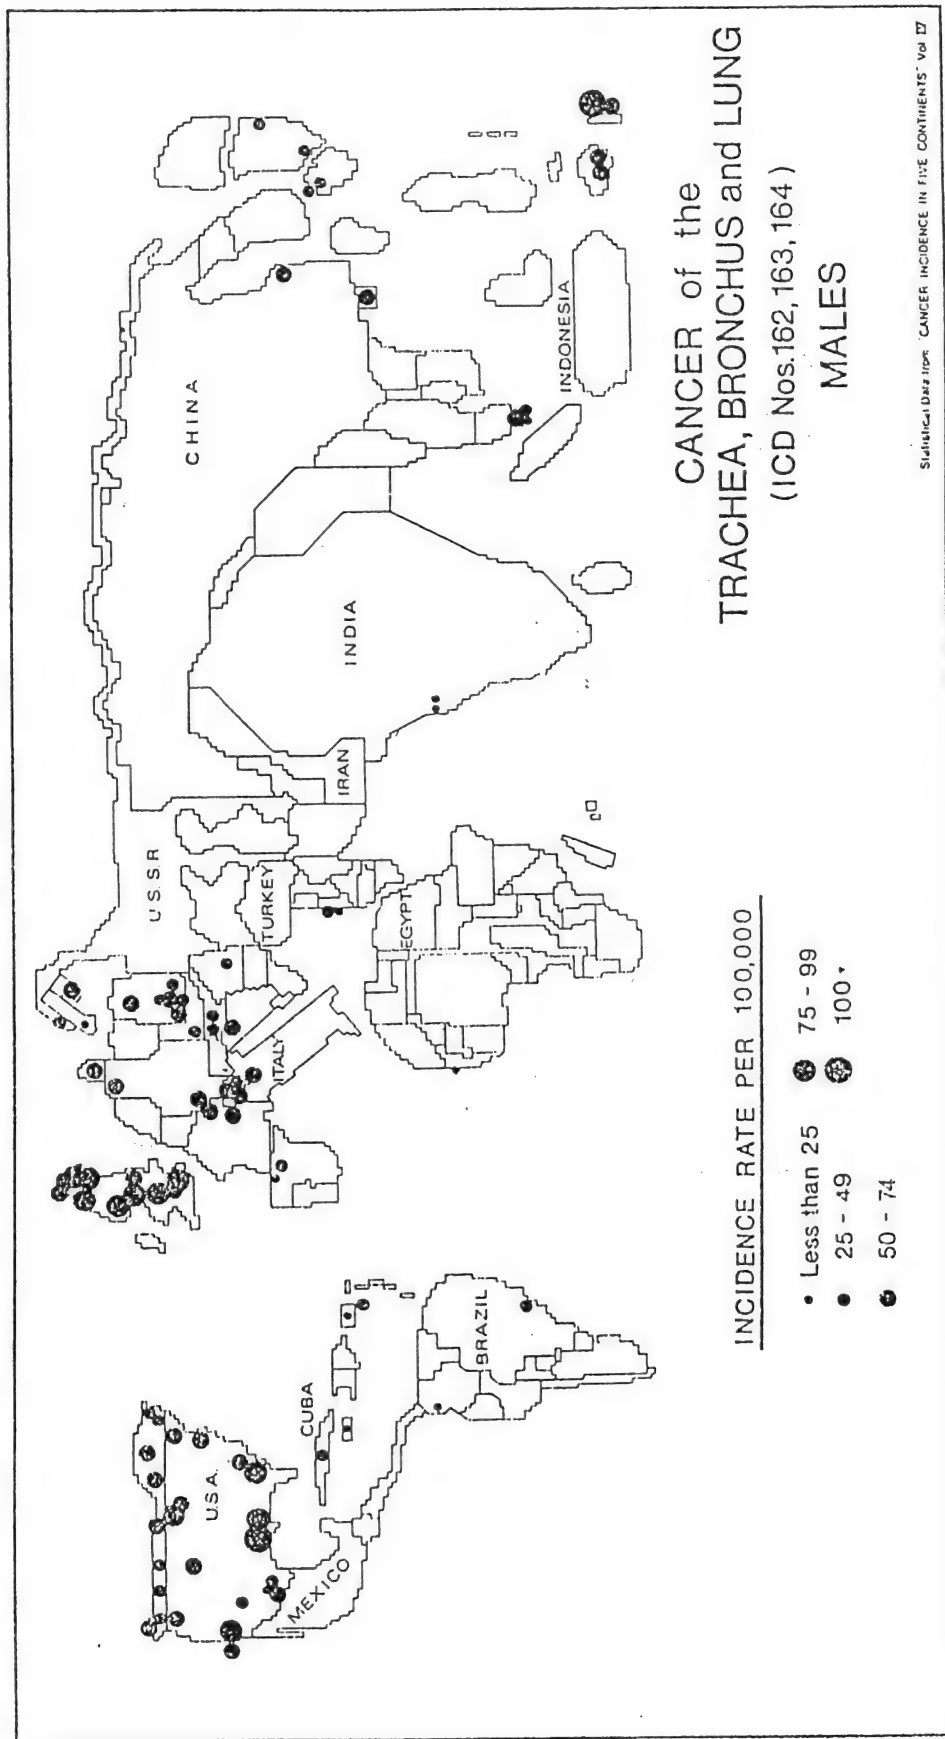 U.S.A.
MEXICO
CUBA
BRAZIL
U.S.S.R
ITALY
TURKEY
EGYPT
IRAN
INDIA
CHINA
INDONESIA
CANCER of the
TRACHEA, BRONCHUS and LUNG
(ICD Nos.162,163,164)
MALES
INCIDENCE RATE PER 100,000
Less than 25
25 - 49
50 - 74
75 - 99
100+
Statistical Data from "CANCER INCIDENCE IN FIVE CONTINENTS" Vol IV